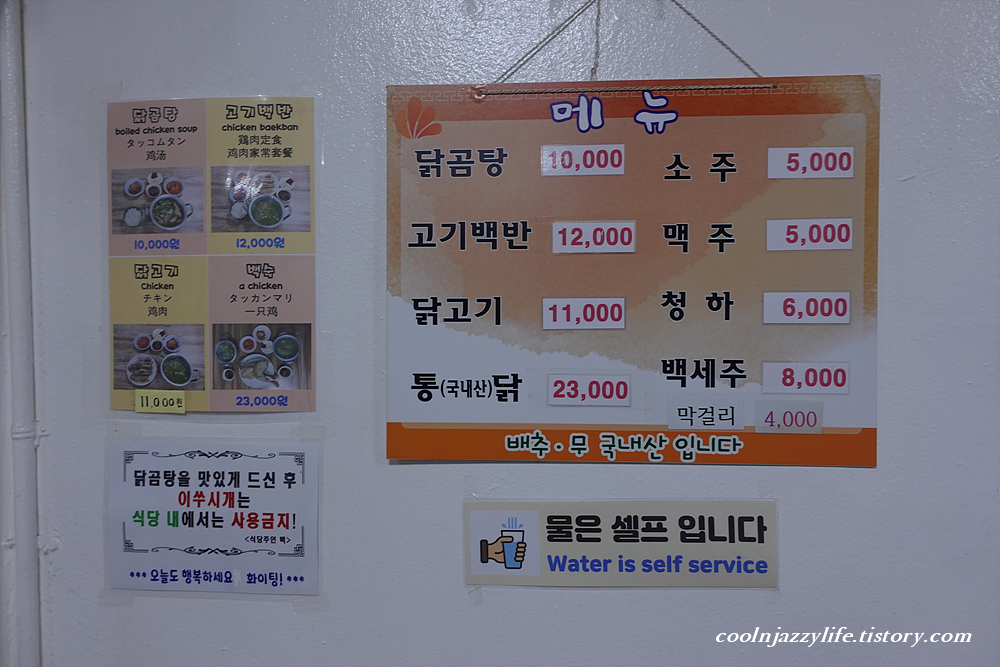 닭곰탕
boiled chicken soup
タッコムタン
鸡汤
10,000원
고기백반
chicken baekban
鶏肉定食
鸡肉家常套餐
12,000원
닭고기
Chicken
チキン
鸡肉
11,000원
백숙
a chicken
タッカンマリ
一只鸡
23,000원
메뉴
닭곰탕 10,000
고기백반 12,000
닭고기 11,000
통(국내산)닭 23,000
소주 5,000
맥주 5,000
청하 6,000
백세주 8,000
막걸리 4,000
배추·무 국내산 입니다
닭곰탕을 맛있게 드신 후
이쑤시개는
식당 내에서는 사용금지!
<식당주인 백>
*** 오늘도 행복하세요 화이팅! ***
물은 셀프 입니다
Water is self service
coolnjazzylife.tistory.com